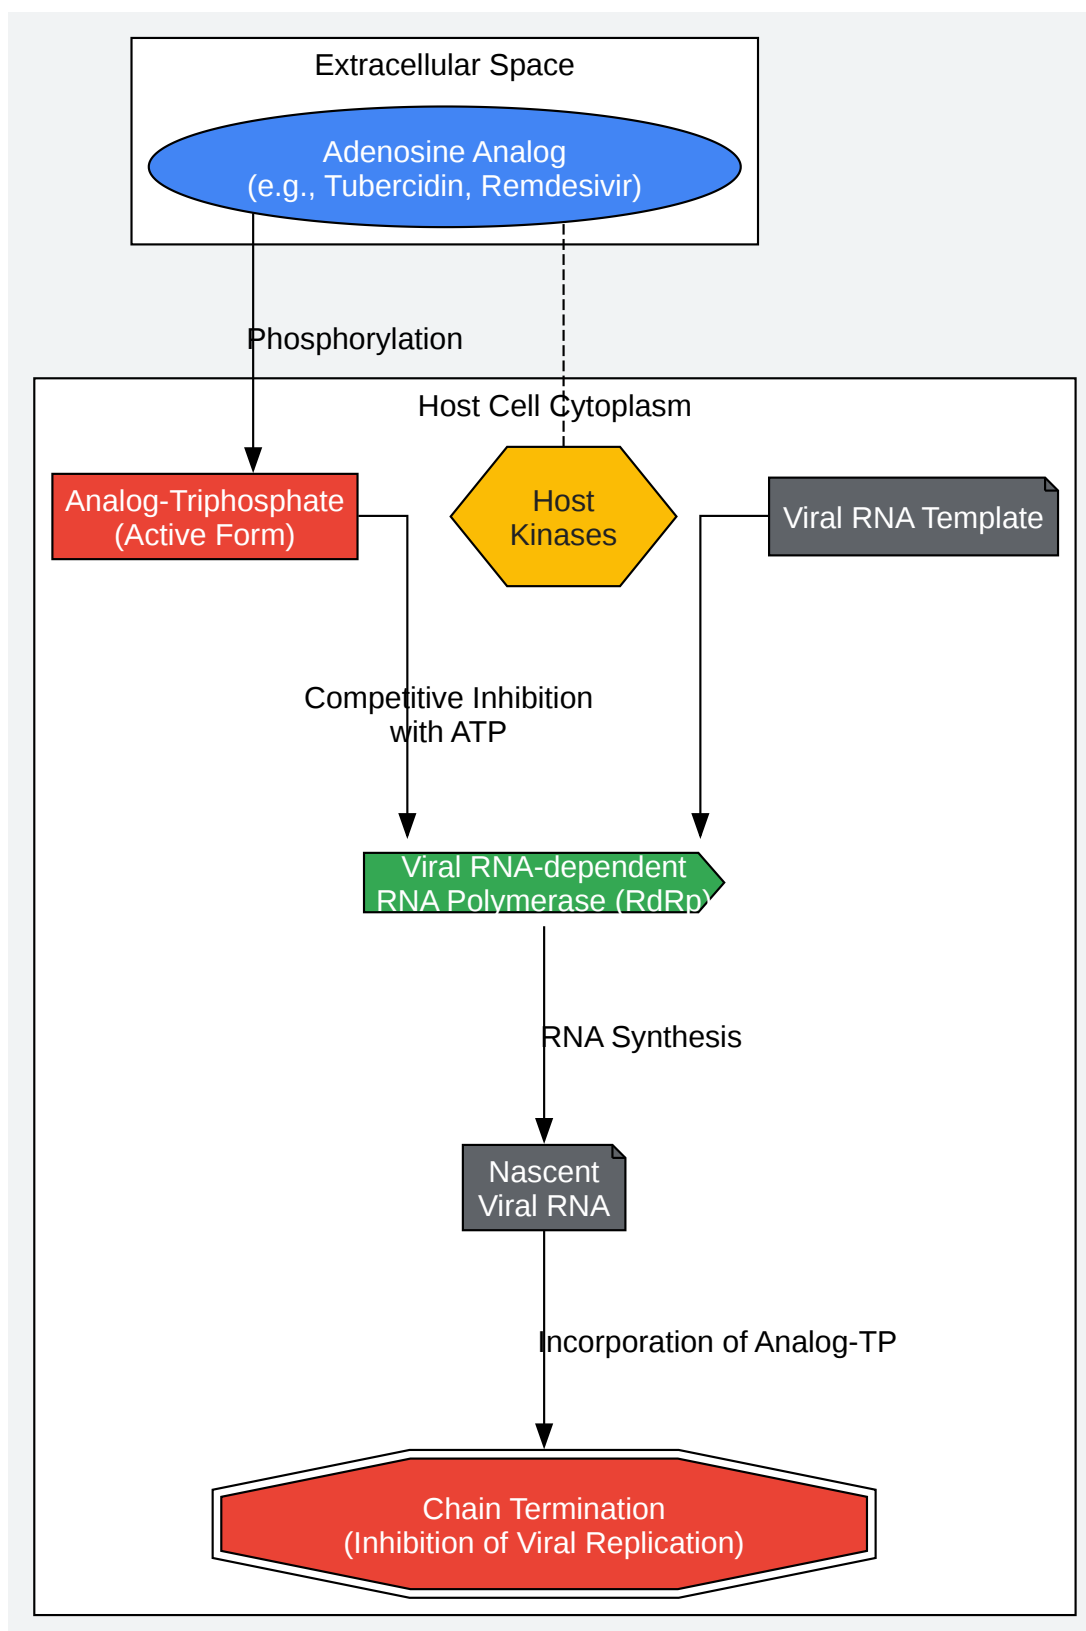 Extracellular Space
Adenosine Analog
(e.g., Tubercidin, Remdesivir)
Phosphorylation
Host Cell Cytoplasm
Analog-Triphosphate
(Active Form)
Host
Kinases
Viral RNA Template
Competitive Inhibition
with ATP
Viral RNA-dependent
RNA Polymerase (RdRp)
RNA Synthesis
Nascent
Viral RNA
Incorporation of Analog-TP
Chain Termination
(Inhibition of Viral Replication)